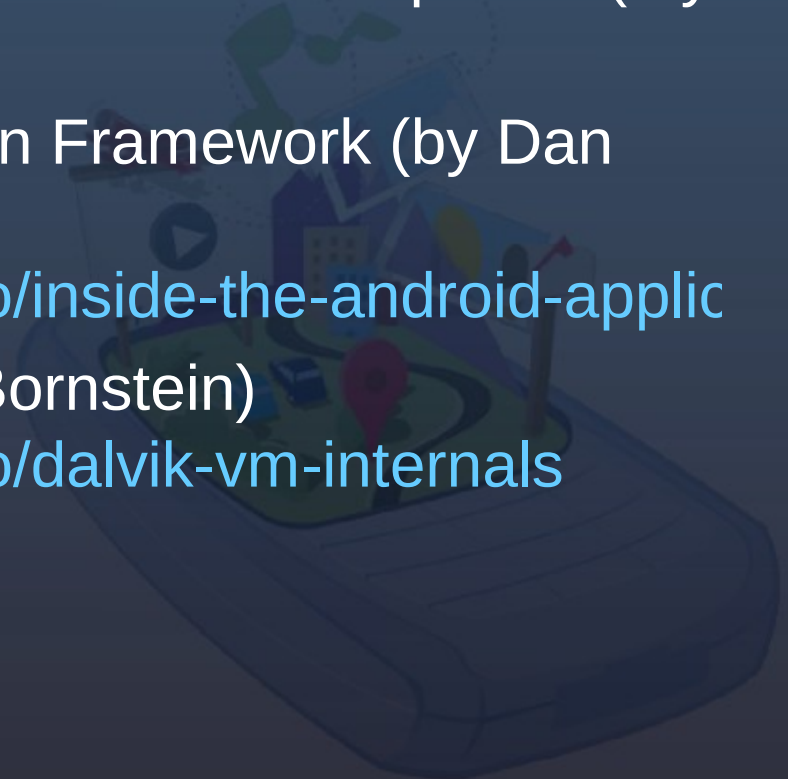 n Framework (by Dan
o/inside-the-android-applic
Bornstein)
o/dalvik-vm-internals